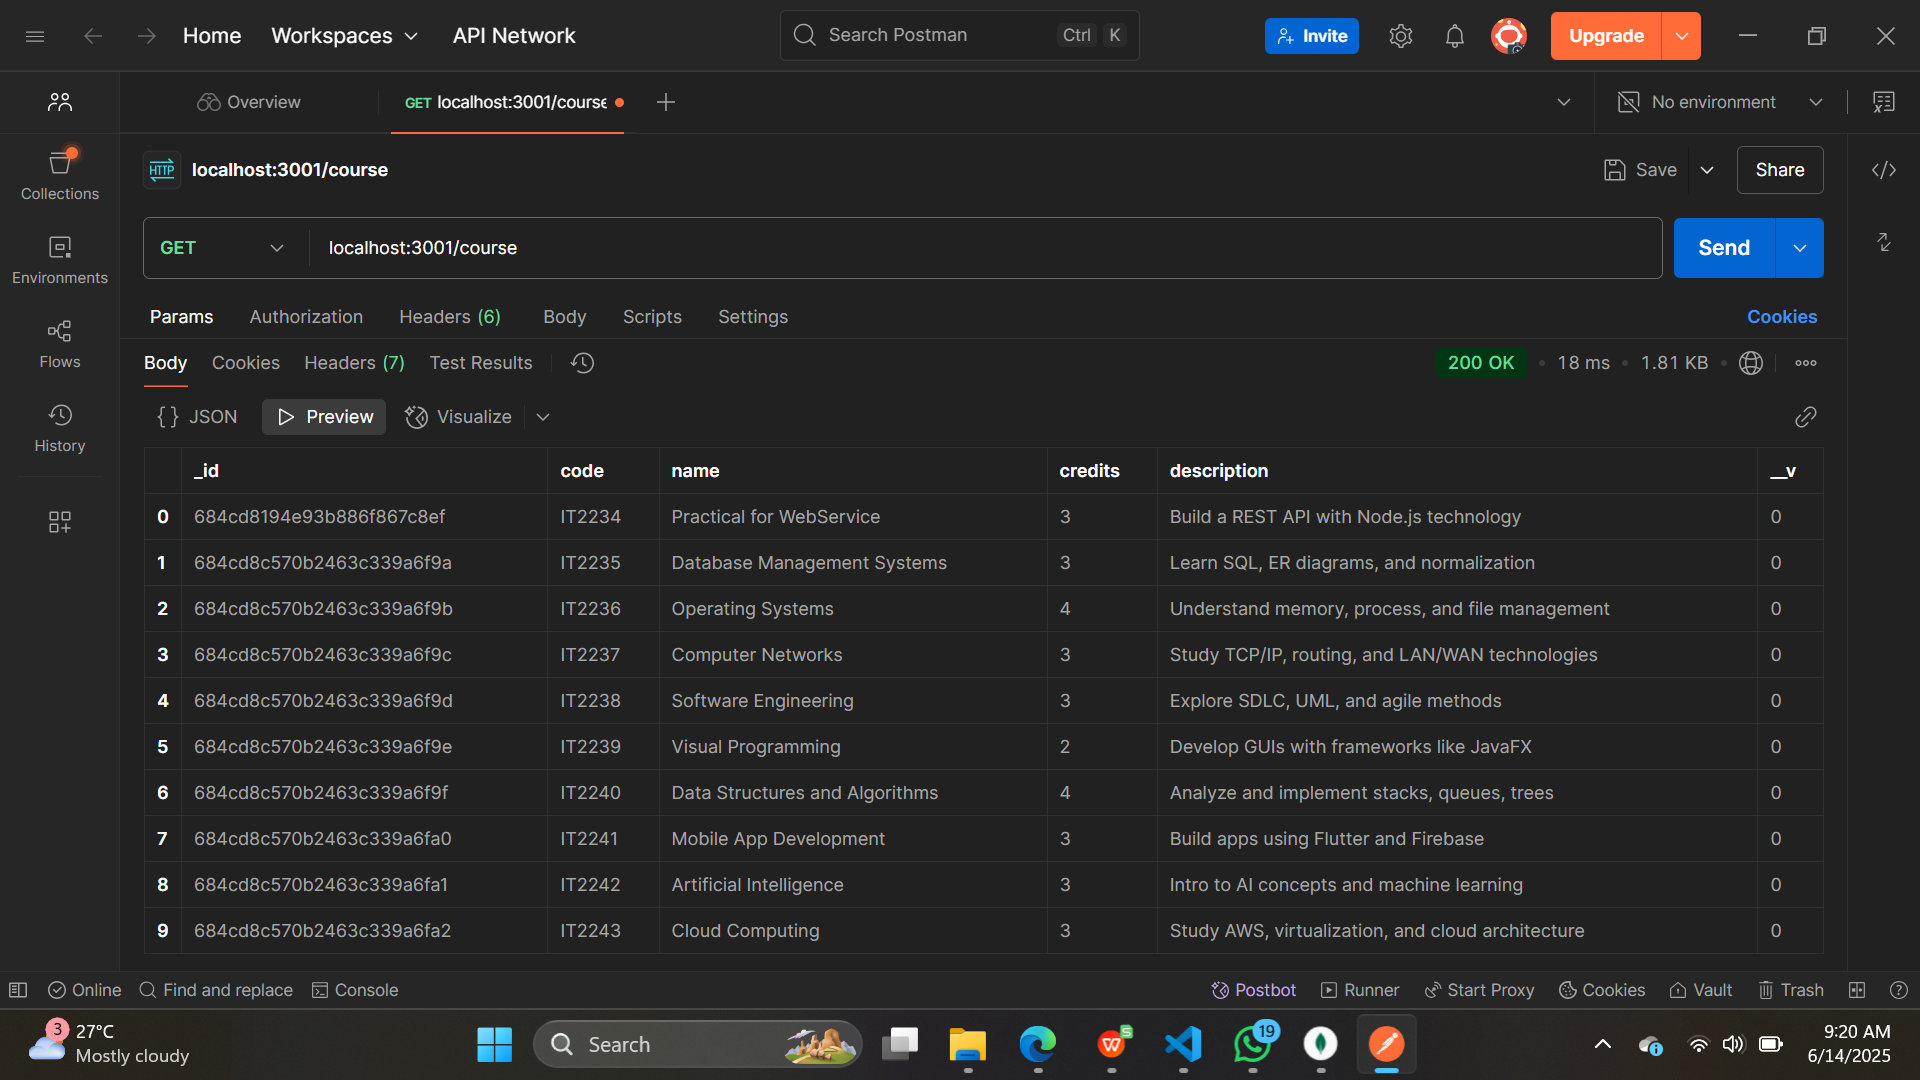 Home Workspaces API Network Search Postman Ctrl K Invite Upgrade
Overview GET localhost:3001/course No environment
HTTP localhost:3001/course Save Share
Collections
GET localhost:3001/course Send
Environments
Params Authorization Headers (6) Body Scripts Settings Cookies
Flows
Body Cookies Headers (7) Test Results 200 OK • 18 ms • 1.81 KB •
{} JSON Preview Visualize
History
_id code name credits description __v
0 684cd8194e93b886f867c8ef IT2234 Practical for WebService 3 Build a REST API with Node.js technology 0
1 684cd8c570b2463c339a6f9a IT2235 Database Management Systems 3 Learn SQL, ER diagrams, and normalization 0
2 684cd8c570b2463c339a6f9b IT2236 Operating Systems 4 Understand memory, process, and file management 0
3 684cd8c570b2463c339a6f9c IT2237 Computer Networks 3 Study TCP/IP, routing, and LAN/WAN technologies 0
4 684cd8c570b2463c339a6f9d IT2238 Software Engineering 3 Explore SDLC, UML, and agile methods 0
5 684cd8c570b2463c339a6f9e IT2239 Visual Programming 2 Develop GUIs with frameworks like JavaFX 0
6 684cd8c570b2463c339a6f9f IT2240 Data Structures and Algorithms 4 Analyze and implement stacks, queues, trees 0
7 684cd8c570b2463c339a6fa0 IT2241 Mobile App Development 3 Build apps using Flutter and Firebase 0
8 684cd8c570b2463c339a6fa1 IT2242 Artificial Intelligence 3 Intro to AI concepts and machine learning 0
9 684cd8c570b2463c339a6fa2 IT2243 Cloud Computing 3 Study AWS, virtualization, and cloud architecture 0
Online Find and replace Console Postbot Runner Start Proxy Cookies Vault Trash
3 27°C Search 19 9:20 AM
Mostly cloudy 6/14/2025